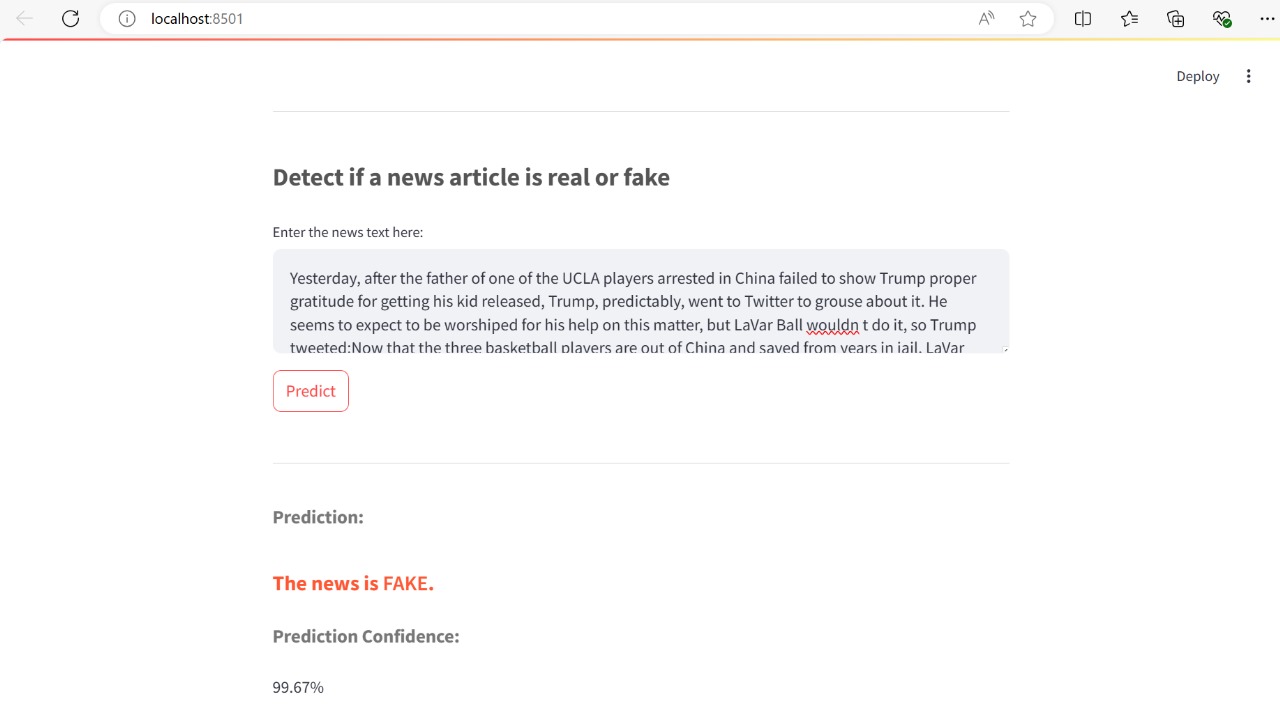 localhost:8501
Deploy
Detect if a news article is real or fake
Enter the news text here:
Yesterday, after the father of one of the UCLA players arrested in China failed to show Trump proper
gratitude for getting his kid released, Trump, predictably, went to Twitter to grouse about it. He
seems to expect to be worshiped for his help on this matter, but LaVar Ball wouldn t do it, so Trump
tweeted:Now that the three basketball players are out of China and saved from years in jail, LaVar
Predict
Prediction:
The news is FAKE.
Prediction Confidence:
99.67%